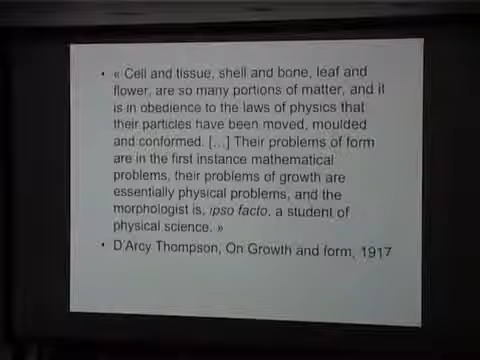 • « Cell and tissue, shell and bone, leaf and
flower, are so many portions of matter, and it
is in obedience to the laws of physics that
their particles have been moved, moulded
and conformed. […] Their problems of form
are in the first instance mathematical
problems, their problems of growth are
essentially physical problems, and the
morphologist is, ipso facto, a student of
physical science. »
• D'Arcy Thompson, On Growth and form, 1917